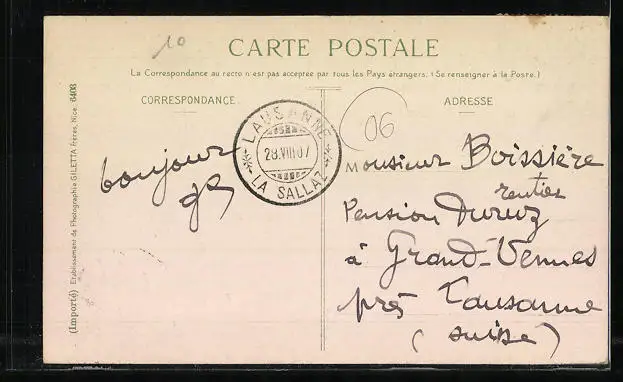 10
CARTE POSTALE
La Correspondance au recto n'est pas acceptée par tous les Pays étrangers. (Se renseigner à la Poste.)
CORRESPONDANCE
ADRESSE
(Importé) Etablissement de Photographie GILETTA Frères, Nice. 6408
LAUSANNE
28.VIII.07
LA SALLAZ
06
bonjour
Monsieur Boissière
rentier
Pension Duruz
à Grand-Vennes
près Lausanne
(suisse)